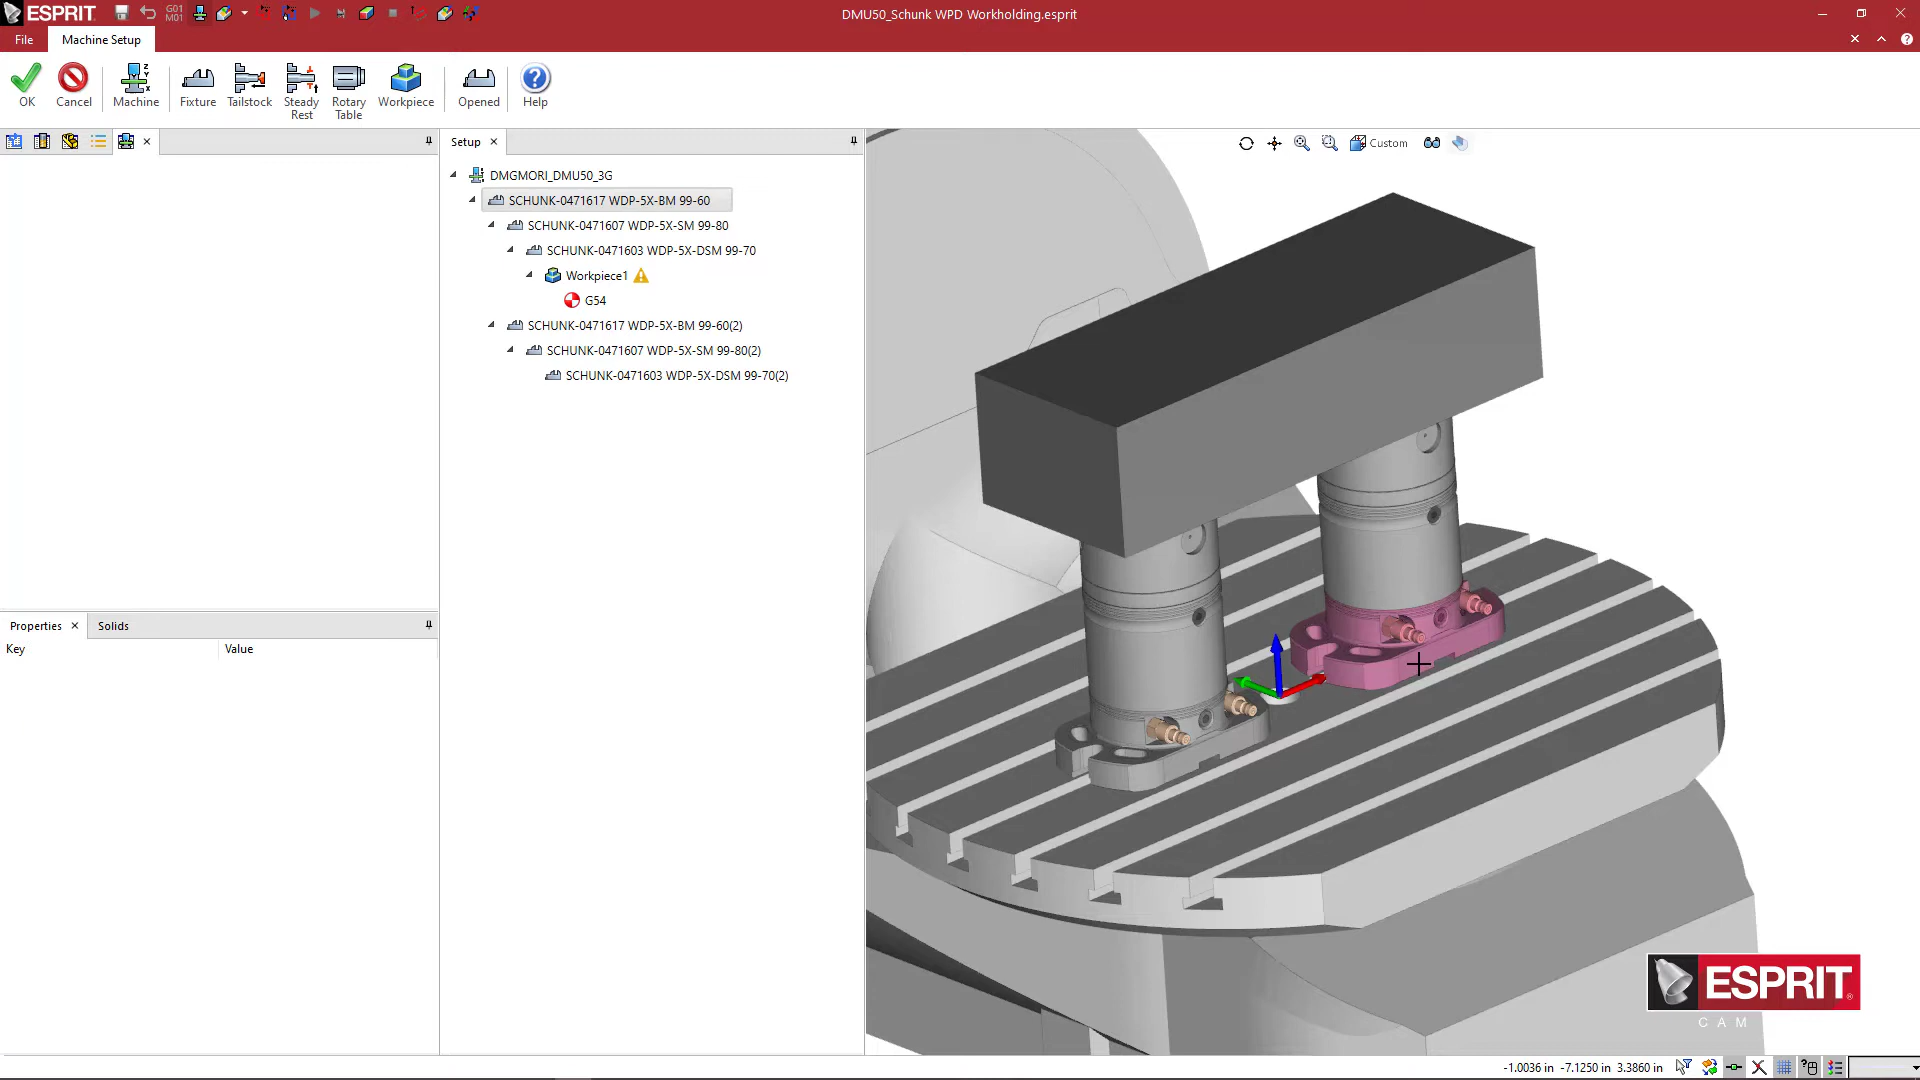 ESPRIT
G01
M01
DMU50_Schunk WPD Workholding.esprit
File
Machine Setup
OK
Cancel
Machine
Fixture
Tailstock
Steady
Rest
Rotary
Table
Workpiece
Opened
Help
Setup
Custom
DMGMORI_DMU50_3G
SCHUNK-0471617 WDP-5X-BM 99-60
SCHUNK-0471607 WDP-5X-SM 99-80
SCHUNK-0471603 WDP-5X-DSM 99-70
Workpiece1
G54
SCHUNK-0471617 WDP-5X-BM 99-60(2)
SCHUNK-0471607 WDP-5X-SM 99-80(2)
SCHUNK-0471603 WDP-5X-DSM 99-70(2)
Properties
Solids
Key
Value
ESPRIT
CAM
-1.0036 in -7.1250 in 3.3860 in